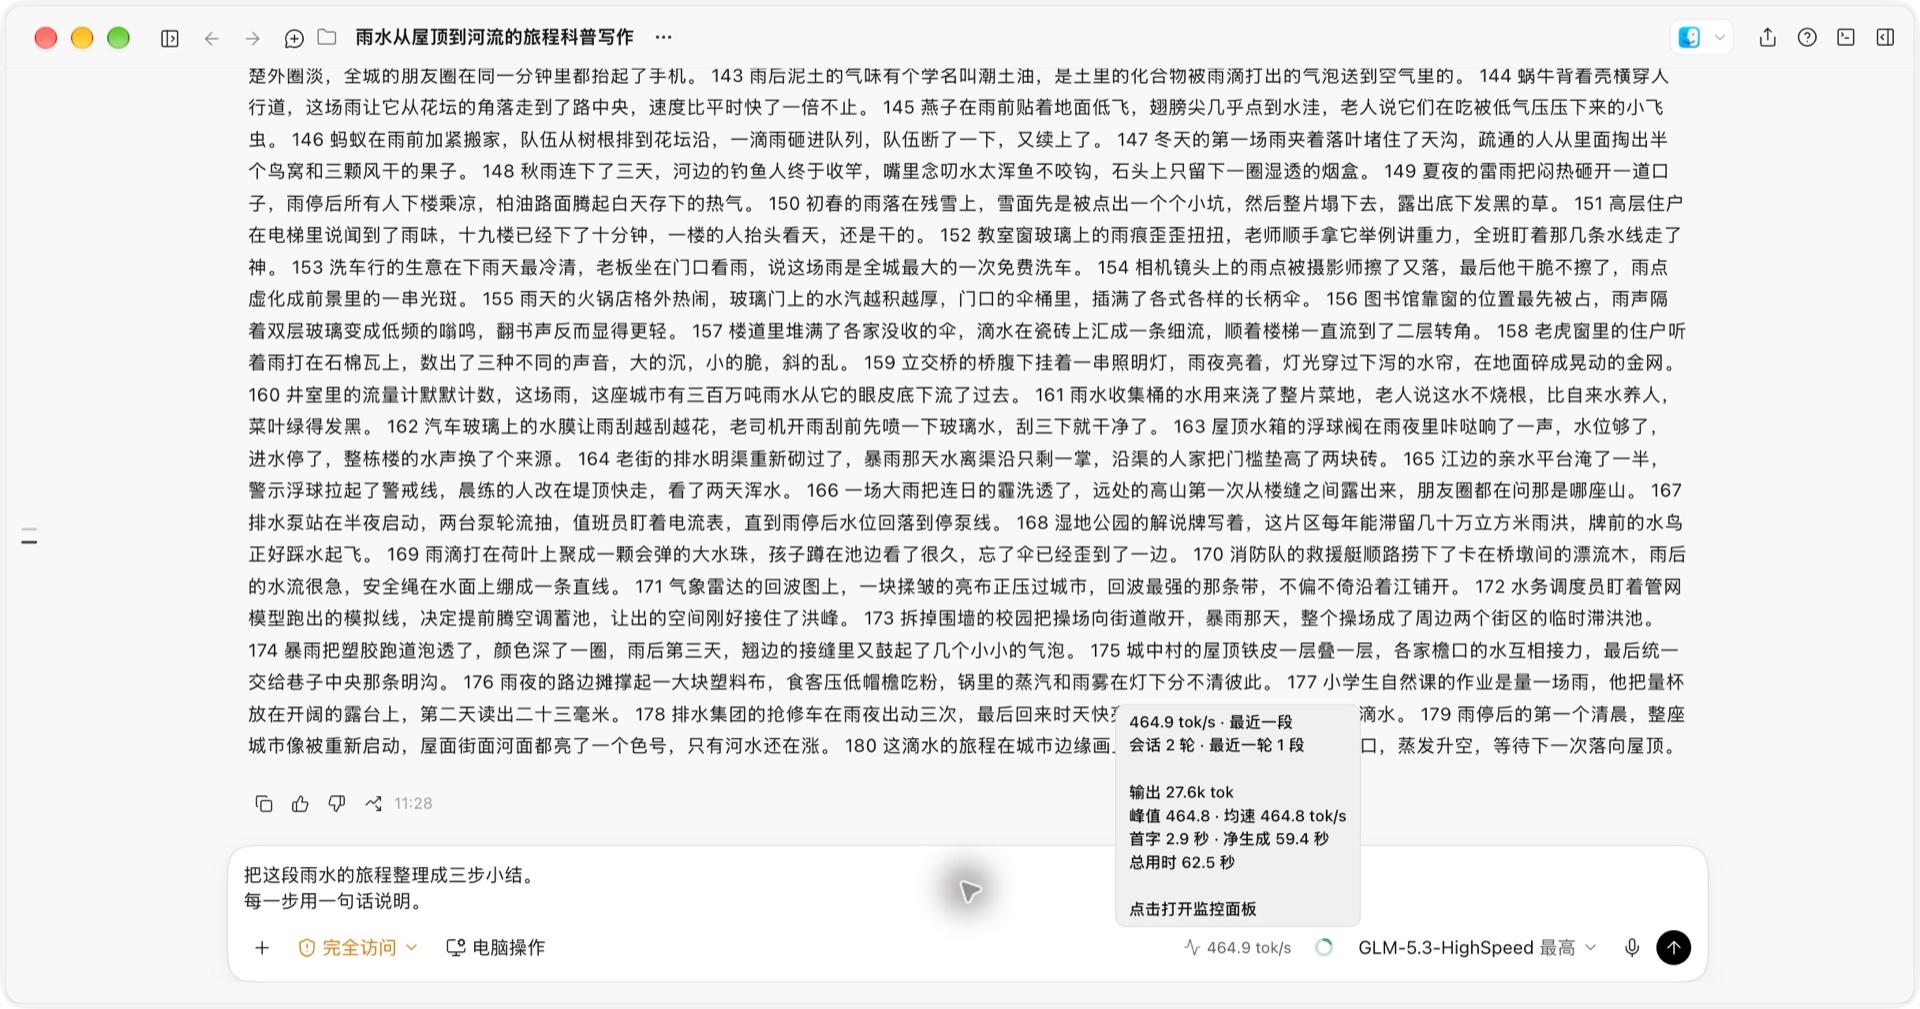 雨水从屋顶到河流的旅程科普写作 ···
楚外圈淡，全城的朋友圈在同一分钟里都抬起了手机。 143 雨后泥土的气味有个学名叫潮土油，是土里的化合物被雨滴打出的气泡送到空气里的。 144 蜗牛背着壳横穿人
行道，这场雨让它从花坛的角落走到了路中央，速度比平时快了一倍不止。 145 燕子在雨前贴着地面低飞，翅膀尖几乎点到水洼，老人说它们在吃被低气压压下来的小飞
虫。 146 蚂蚁在雨前加紧搬家，队伍从树根排到花坛沿，一滴雨砸进队列，队伍断了一下，又续上了。 147 冬天的第一场雨夹着落叶堵住了天沟，疏通的人从里面掏出半
个鸟窝和三颗风干的果子。 148 秋雨连下了三天，河边的钓鱼人终于收竿，嘴里念叨水太浑鱼不咬钩，石头上只留下一圈湿透的烟盒。 149 夏夜的雷雨把闷热砸开一道口
子，雨停后所有人下楼乘凉，柏油路面腾起白天存下的热气。 150 初春的雨落在残雪上，雪面先是被点出一个个小坑，然后整片塌下去，露出底下发黑的草。 151 高层住户
在电梯里说闻到了雨味，十九楼已经下了十分钟，一楼的人抬头看天，还是干的。 152 教室窗玻璃上的雨痕歪歪扭扭，老师顺手拿它举例讲重力，全班盯着那几条水线走了
神。 153 洗车行的生意在下雨天最冷清，老板坐在门口看雨，说这场雨是全城最大的一次免费洗车。 154 相机镜头上的雨点被摄影师擦了又落，最后他干脆不擦了，雨点
虚化成前景里的一串光斑。 155 雨天的火锅店格外热闹，玻璃门上的水汽越积越厚，门口的伞桶里，插满了各式各样的长柄伞。 156 图书馆靠窗的位置最先被占，雨声隔
着双层玻璃变成低频的嗡鸣，翻书声反而显得更轻。 157 楼道里堆满了各家没收的伞，滴水在瓷砖上汇成一条细流，顺着楼梯一直流到了二层转角。 158 老虎窗里的住户听
着雨打在石棉瓦上，数出了三种不同的声音，大的沉，小的脆，斜的乱。 159 立交桥的桥腹下挂着一串照明灯，雨夜亮着，灯光穿过下泻的水帘，在地面碎成晃动的金网。
160 井室里的流量计默默计数，这场雨，这座城市有三百万吨雨水从它的眼皮底下流了过去。 161 雨水收集桶的水用来浇了整片菜地，老人说这水不烧根，比自来水养人，
菜叶绿得发黑。 162 汽车玻璃上的水膜让雨刮越刮越花，老司机开雨刮前先喷一下玻璃水，刮三下就干净了。 163 屋顶水箱的浮球阀在雨夜里咔哒响了一声，水位够了，
进水停了，整栋楼的水声换了个来源。 164 老街的排水明渠重新砌过了，暴雨那天水离渠沿只剩一掌，沿渠的人家把门槛垫高了两块砖。 165 江边的亲水平台淹了一半，
警示浮球拉起了警戒线，晨练的人改在堤顶快走，看了两天浑水。 166 一场大雨把连日的霾洗透了，远处的高山第一次从楼缝之间露出来，朋友圈都在问那是哪座山。 167
排水泵站在半夜启动，两台泵轮流抽，值班员盯着电流表，直到雨停后水位回落到停泵线。 168 湿地公园的解说牌写着，这片区每年能滞留几十万立方米雨洪，牌前的水鸟
正好踩水起飞。 169 雨滴打在荷叶上聚成一颗会弹的大水珠，孩子蹲在池边看了很久，忘了伞已经歪到了一边。 170 消防队的救援艇顺路捞下了卡在桥墩间的漂流木，雨后
的水流很急，安全绳在水面上绷成一条直线。 171 气象雷达的回波图上，一块揉皱的亮布正压过城市，回波最强的那条带，不偏不倚沿着江铺开。 172 水务调度员盯着管网
模型跑出的模拟线，决定提前腾空调蓄池，让出的空间刚好接住了洪峰。 173 拆掉围墙的校园把操场向街道敞开，暴雨那天，整个操场成了周边两个街区的临时滞洪池。
174 暴雨把塑胶跑道泡透了，颜色深了一圈，雨后第三天，翘边的接缝里又鼓起了几个小小的气泡。 175 城中村的屋顶铁皮一层叠一层，各家檐口的水互相接力，最后统一
交给巷子中央那条明沟。 176 雨夜的路边摊撑起一大块塑料布，食客压低帽檐吃粉，锅里的蒸汽和雨雾在灯下分不清彼此。 177 小学生自然课的作业是量一场雨，他把量杯
放在开阔的露台上，第二天读出二十三毫米。 178 排水集团的抢修车在雨夜出动三次，最后回来时天快 滴水。 179 雨停后的第一个清晨，整座
城市像被重新启动，屋面街面河面都亮了一个色号，只有河水还在涨。 180 这滴水的旅程在城市边缘画 口，蒸发升空，等待下一次落向屋顶。
464.9 tok/s · 最近一段
会话 2 轮 · 最近一轮 1 段
输出 27.6k tok
峰值 464.8 · 均速 464.8 tok/s
首字 2.9 秒 · 净生成 59.4 秒
总用时 62.5 秒
点击打开监控面板
11:28
把这段雨水的旅程整理成三步小结。
每一步用一句话说明。
完全访问 电脑操作 464.9 tok/s GLM-5.3-HighSpeed 最高